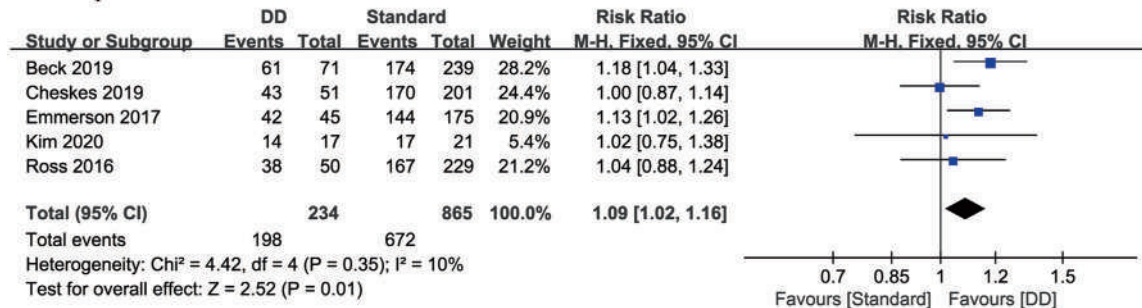 DD Standard Risk Ratio Risk Ratio
Study or Subgroup Events Total Events Total Weight M-H, Fixed, 95% CI M-H, Fixed, 95% CI
Beck 2019 61 71 174 239 28.2% 1.18 [1.04, 1.33]
Cheskes 2019 43 51 170 201 24.4% 1.00 [0.87, 1.14]
Emmerson 2017 42 45 144 175 20.9% 1.13 [1.02, 1.26]
Kim 2020 14 17 17 21 5.4% 1.02 [0.75, 1.38]
Ross 2016 38 50 167 229 21.2% 1.04 [0.88, 1.24]
Total (95% CI) 234 865 100.0% 1.09 [1.02, 1.16]
Total events 198 672
Heterogeneity: Chi² = 4.42, df = 4 (P = 0.35); I² = 10%
Test for overall effect: Z = 2.52 (P = 0.01)
0.7 0.85 1 1.2 1.5
Favours [Standard] Favours [DD]